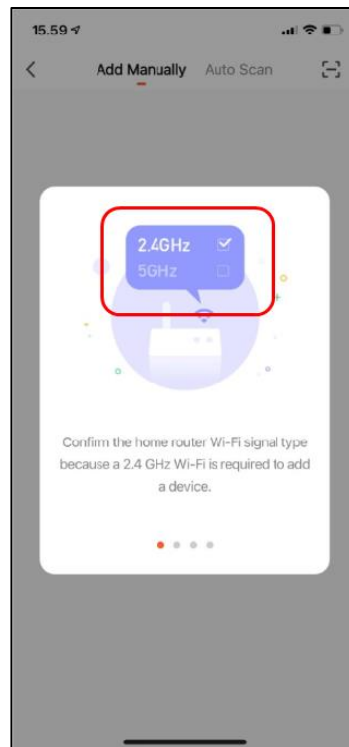 15.59
Add Manually Auto Scan
2.4GHz
5GHz
Confirm the home router Wi-Fi signal type
because a 2.4 GHz Wi-Fi is required to add
a device.